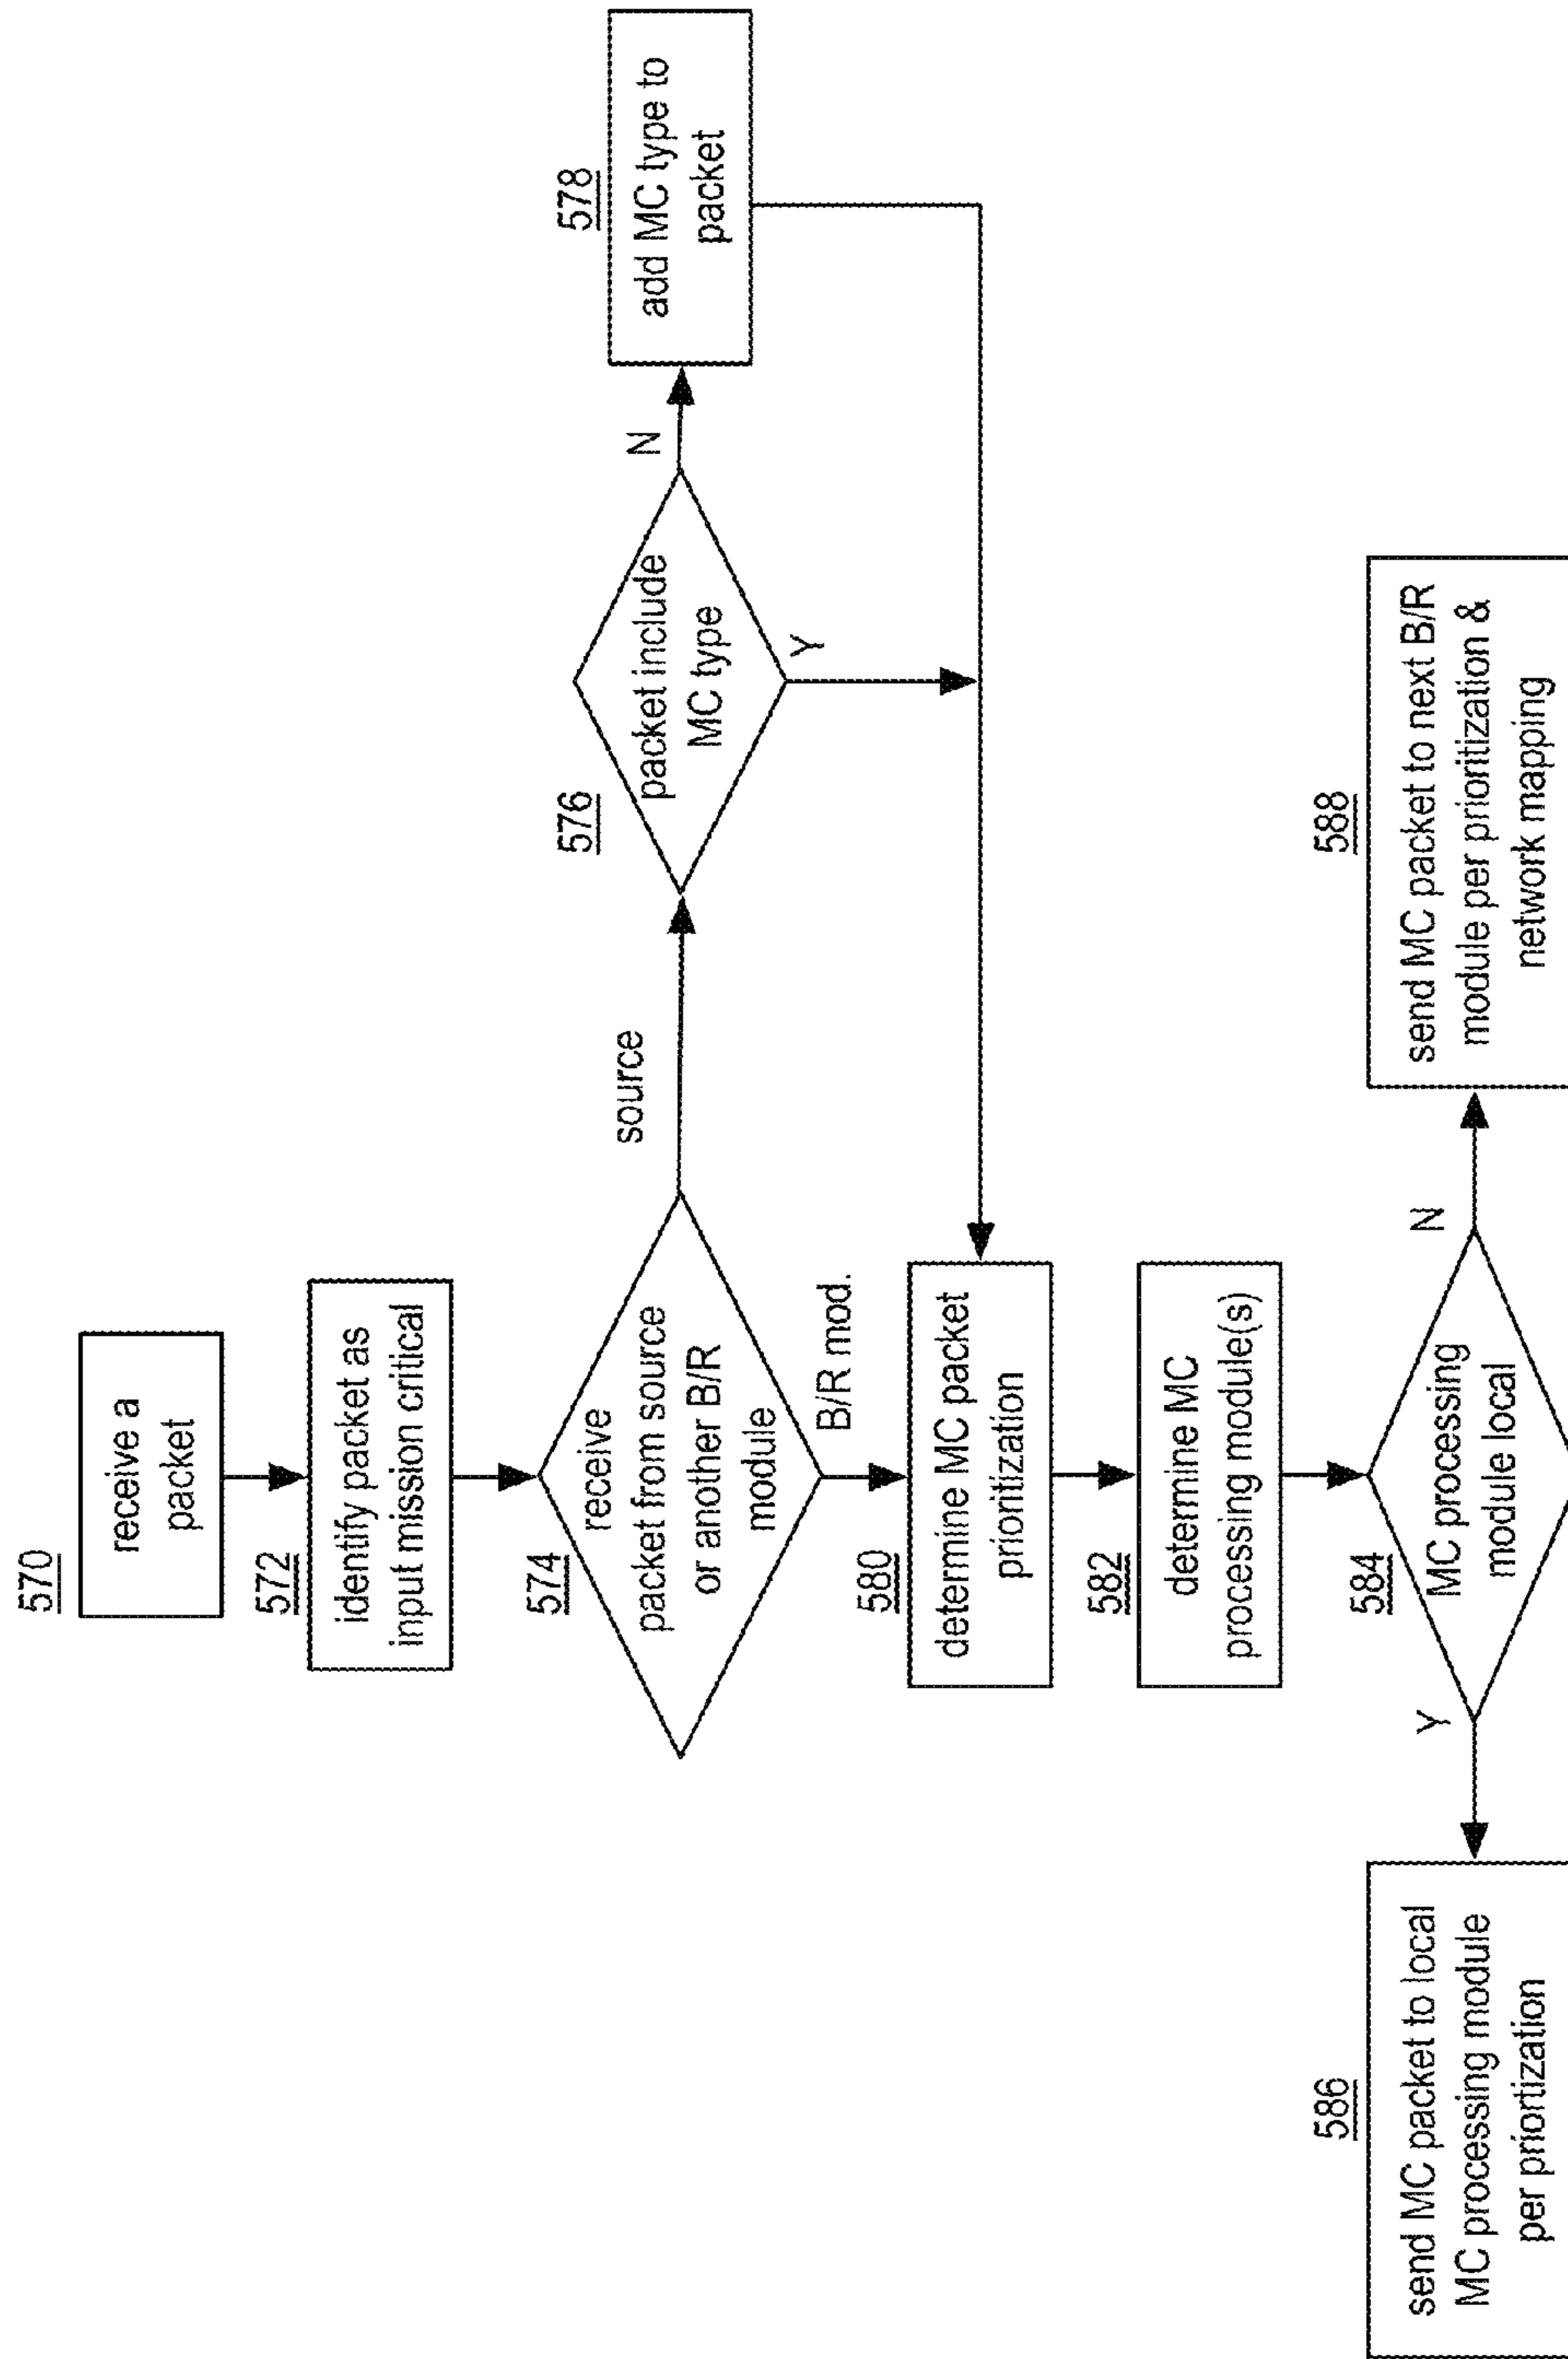 570
receive a
packet
572
identify packet as
input mission critical
574
receive
packet from source
or another B/R
module
source
B/R mod.
576
packet include
MC type
N
Y
578
add MC type to
packet
580
determine MC packet
prioritization
582
determine MC
processing module(s)
584
MC processing
module local
Y
N
586
send MC packet to local
MC processing module
per priortization
588
send MC packet to next B/R
module per prioritization &
network mapping